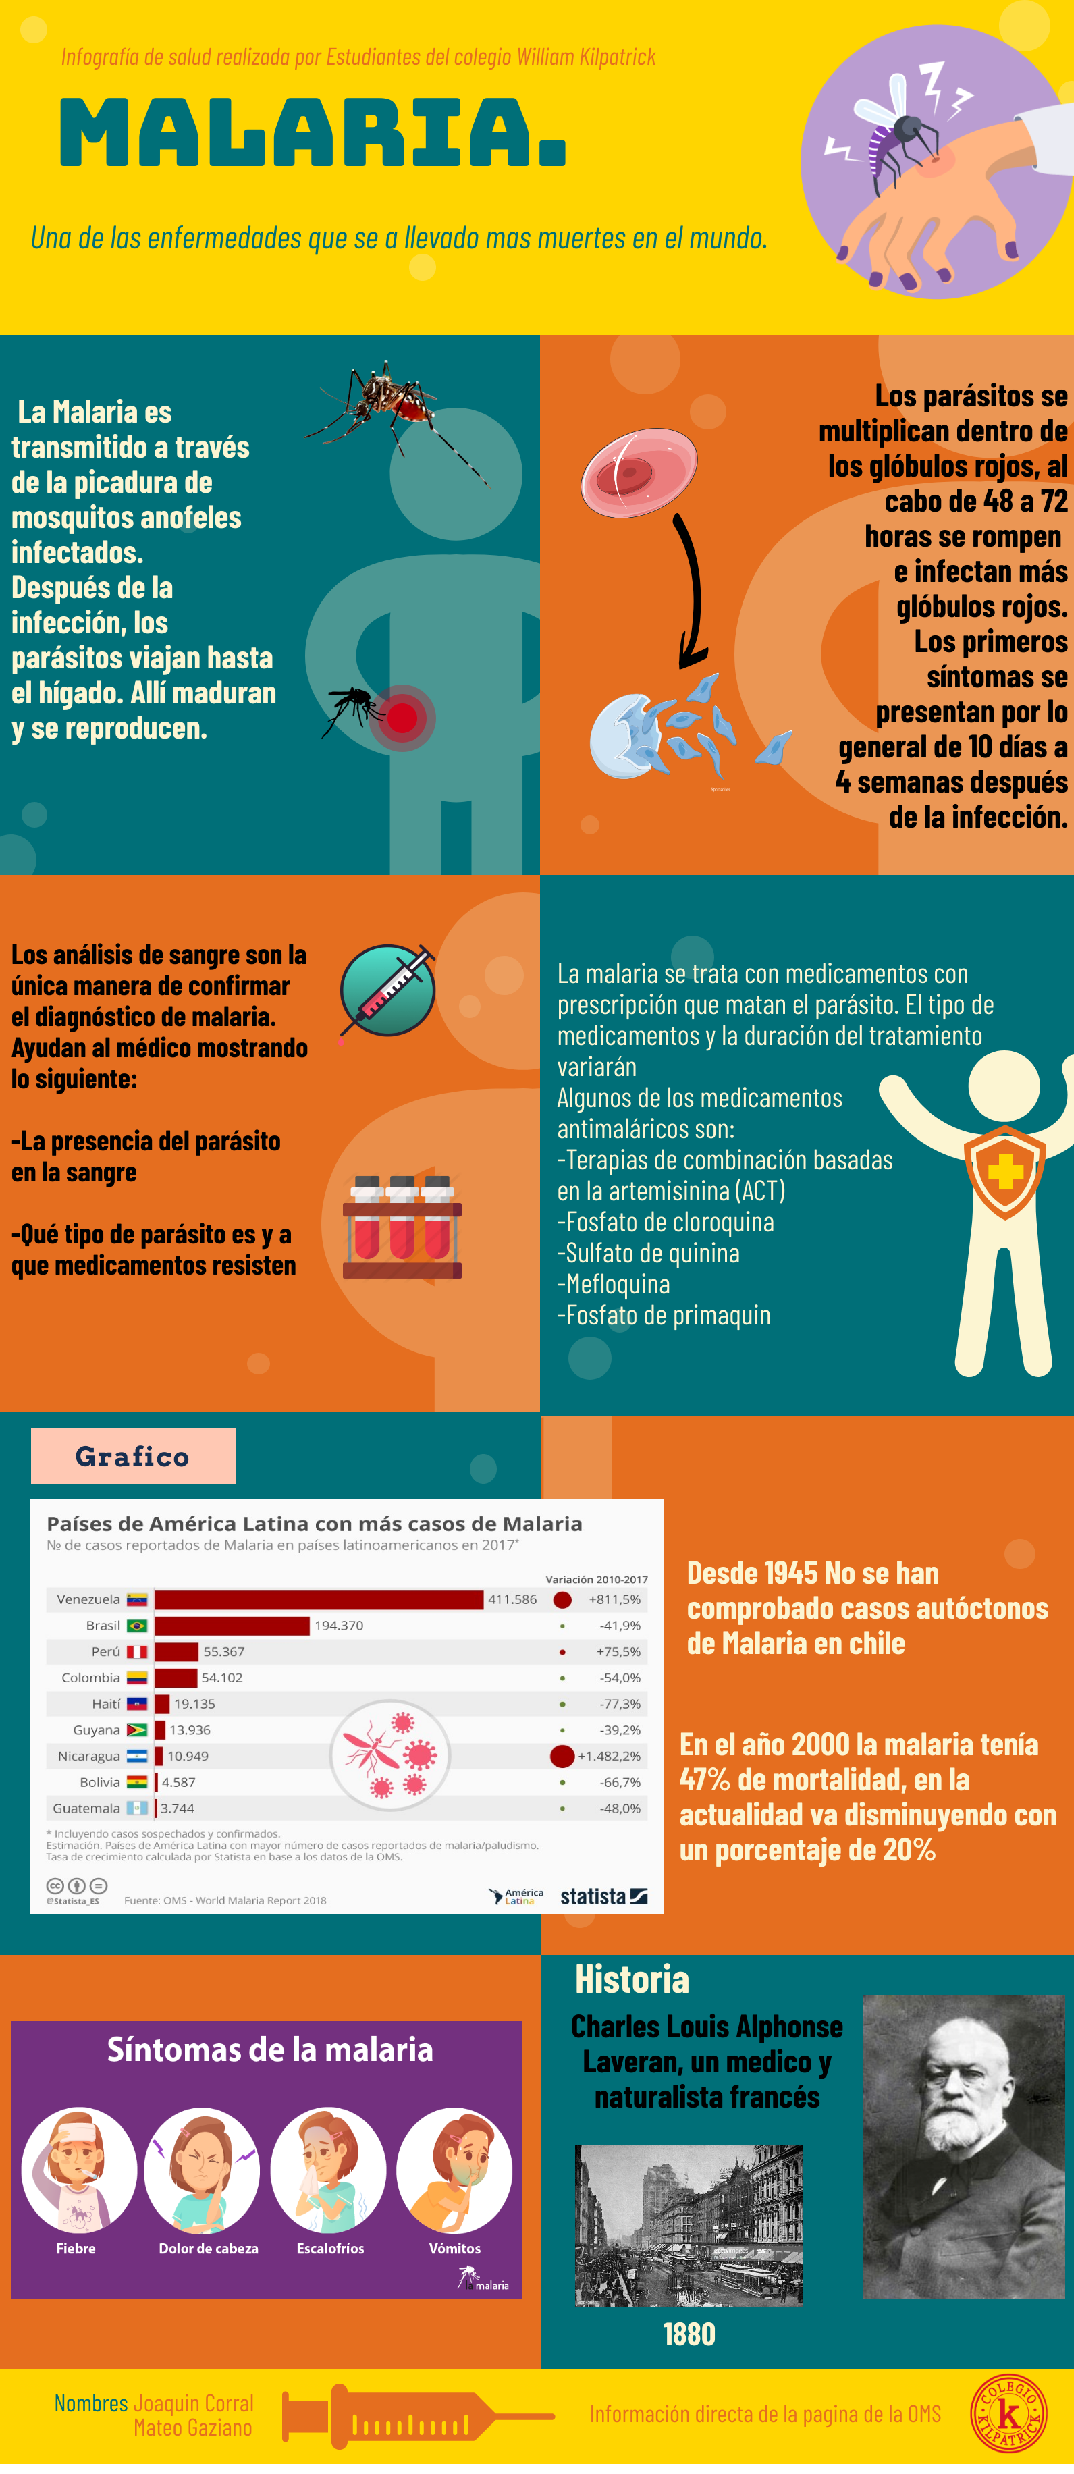 Infografía de salud realizada por Estudiantes del colegio William Kilpatrick
MALARIA.
Una de las enfermedades que se a llevado mas muertes en el mundo.
La Malaria es
transmitido a través
de la picadura de
mosquitos anofeles
infectados.
Después de la
infección, los
parásitos viajan hasta
el hígado. Allí maduran
y se reproducen.
Los parásitos se
multiplican dentro de
los glóbulos rojos, al
cabo de 48 a 72
horas se rompen
e infectan más
glóbulos rojos.
Los primeros
síntomas se
presentan por lo
general de 10 días a
4 semanas después
de la infección.
Los análisis de sangre son la
única manera de confirmar
el diagnóstico de malaria.
Ayudan al médico mostrando
lo siguiente:
-La presencia del parásito
en la sangre
-Qué tipo de parásito es y a
que medicamentos resisten
La malaria se trata con medicamentos con
prescripción que matan el parásito. El tipo de
medicamentos y la duración del tratamiento
variarán
Algunos de los medicamentos
antimaláricos son:
-Terapias de combinación basadas
en la artemisinina (ACT)
-Fosfato de cloroquina
-Sulfato de quinina
-Mefloquina
-Fosfato de primaquin
Grafico
Países de América Latina con más casos de Malaria
№ de casos reportados de Malaria en países latinoamericanos en 2017*
Variación 2010-2017
Venezuela 411.586 +811,5%
Brasil 194.370 -41,9%
Perú 55.367 +75,5%
Colombia 54.102 -54,0%
Haití 19.135 -77,3%
Guyana 13.936 -39,2%
Nicaragua 10.949 +1.482,2%
Bolivia 4.587 -66,7%
Guatemala 3.744 -48,0%
* Incluyendo casos sospechados y confirmados.
Estimación. Países de América Latina con mayor número de casos reportados de malaria/paludismo.
Tasa de crecimiento calculada por Statista en base a los datos de la OMS.
@Statista_ES
Fuente: OMS - World Malaria Report 2018
América
Latina
statista
Desde 1945 No se han
comprobado casos autóctonos
de Malaria en chile
En el año 2000 la malaria tenía
47% de mortalidad, en la
actualidad va disminuyendo con
un porcentaje de 20%
Síntomas de la malaria
Fiebre
Dolor de cabeza
Escalofríos
Vómitos
la malaria
Historia
Charles Louis Alphonse
Laveran, un medico y
naturalista francés
1880
Nombres Joaquin Corral
Mateo Gaziano
Información directa de la pagina de la OMS
COLEGIO
k
KILPATRICK